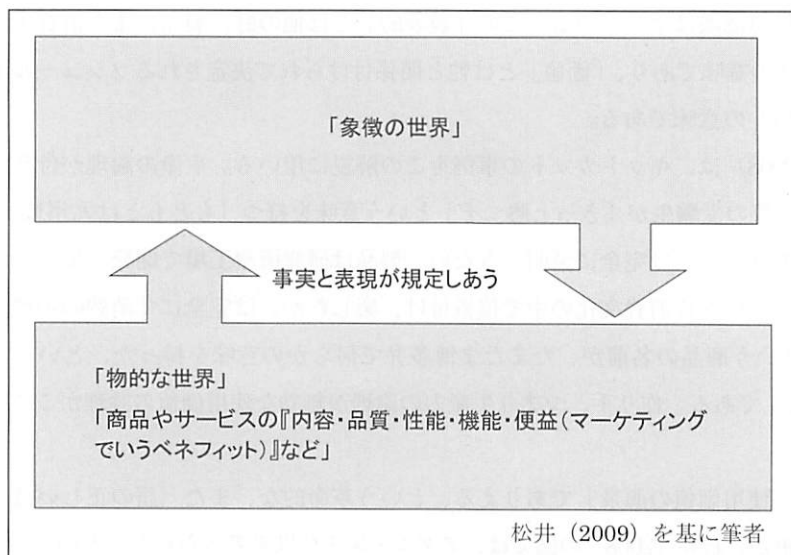 「象徴の世界」
事実と表現が規定しあう
「物的な世界」
「商品やサービスの『内容・品質・性能・機能・便益(マーケティング
でいうベネフィット)』など」
松井（2009）を基に筆者